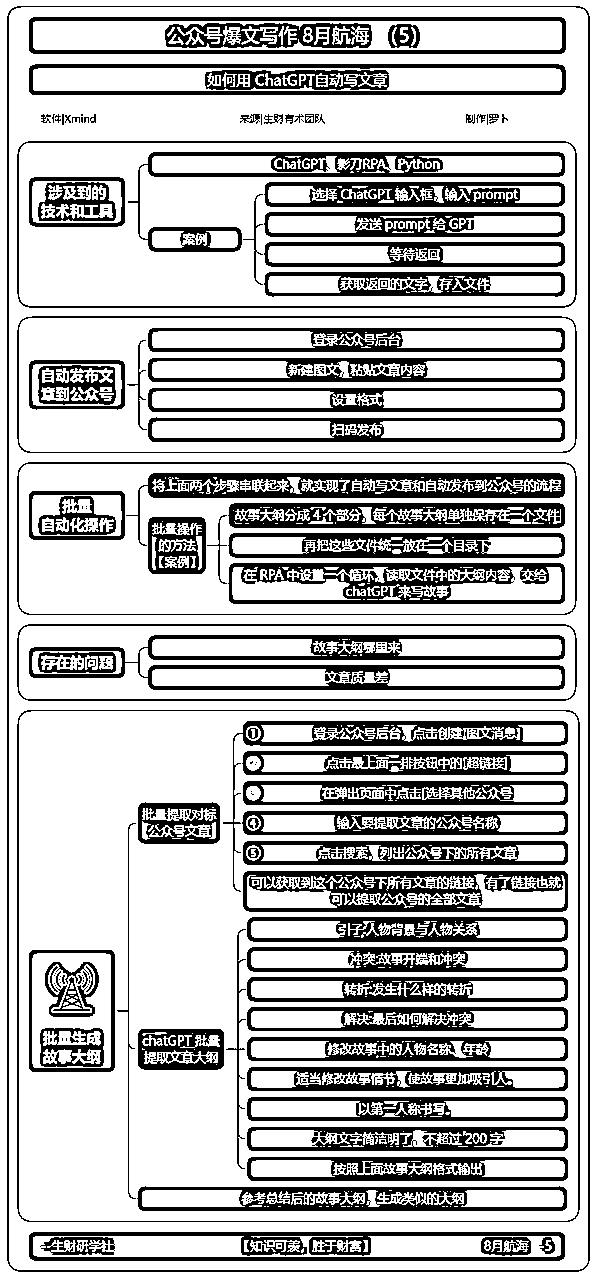 公众号爆文写作 8月航海 （5）
如何用 ChatGPT自动写文章
软件|Xmind
来源|生财有术团队
制作|罗卜
涉及到的
技术和工具
ChatGPT、影刀RPA、Python
案例
选择 ChatGPT 输入框，输入 prompt
发送 prompt 给 GPT
等待返回
获取返回的文字，存入文件
自动发布文
章到公众号
登录公众号后台
新建图文，粘贴文章内容
设置格式
扫码发布
批量
自动化操作
将上面两个步骤串联起来，就实现了自动写文章和自动发布到公众号的流程
批量操作
的方法
【案例】
故事大纲分成 4 个部分，每个故事大纲单独保存在一个文件
再把这些文件统一放在一个目录下
在 RPA 中设置一个循环，读取文件中的大纲内容，交给
chatGPT 来写故事
存在的问题
故事大纲哪里来
文章质量差
批量生成
故事大纲
批量提取对标
公众号文章
① 登录公众号后台，点击创建[图文消息]
点击最上面一排按钮中的[超链接]
在弹出页面中点击[选择其他公众号
④ 输入要提取文章的公众号名称
点击搜索，列出公众号下的所有文章
可以获取到这个公众号下所有文章的链接，有了链接也就
可以提取公众号的全部文章
chatGPT 批量
提取文章大纲
引子:人物背景与人物关系
冲突:故事开端和冲突
转折:发生什么样的转折
解决:最后如何解决冲突
修改故事中的人物名称、年龄
适当修改故事情节，使故事更加吸引人。
以第一人称书写。
大纲文字简洁明了，不超过 200 字
按照上面故事大纲格式输出
参考总结后的故事大纲，生成类似的大纲
生财研学社
【知识可羡，胜于财富】
8月航海
5